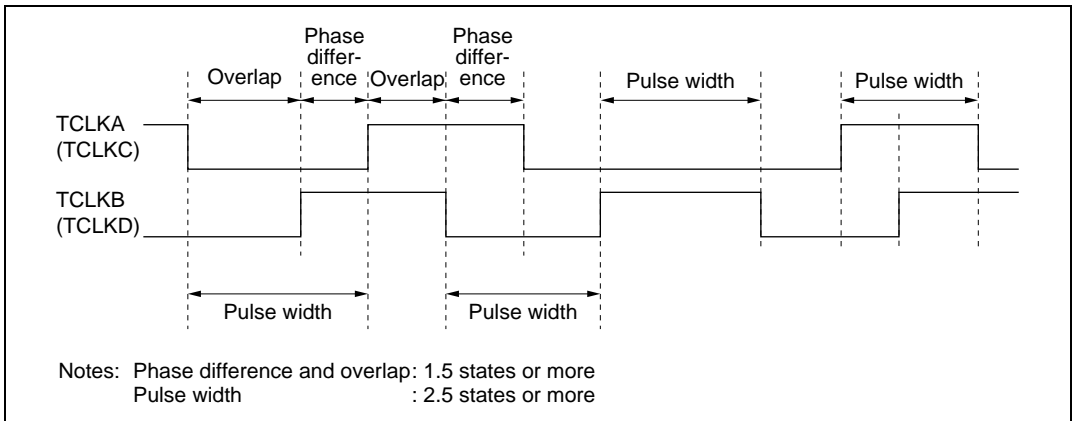 Phase
differ-
ence
Phase
differ-
ence
Overlap
Overlap
Pulse width
Pulse width
TCLKA
(TCLKC)
TCLKB
(TCLKD)
Pulse width
Pulse width
Notes: Phase difference and overlap: 1.5 states or more
Pulse width : 2.5 states or more